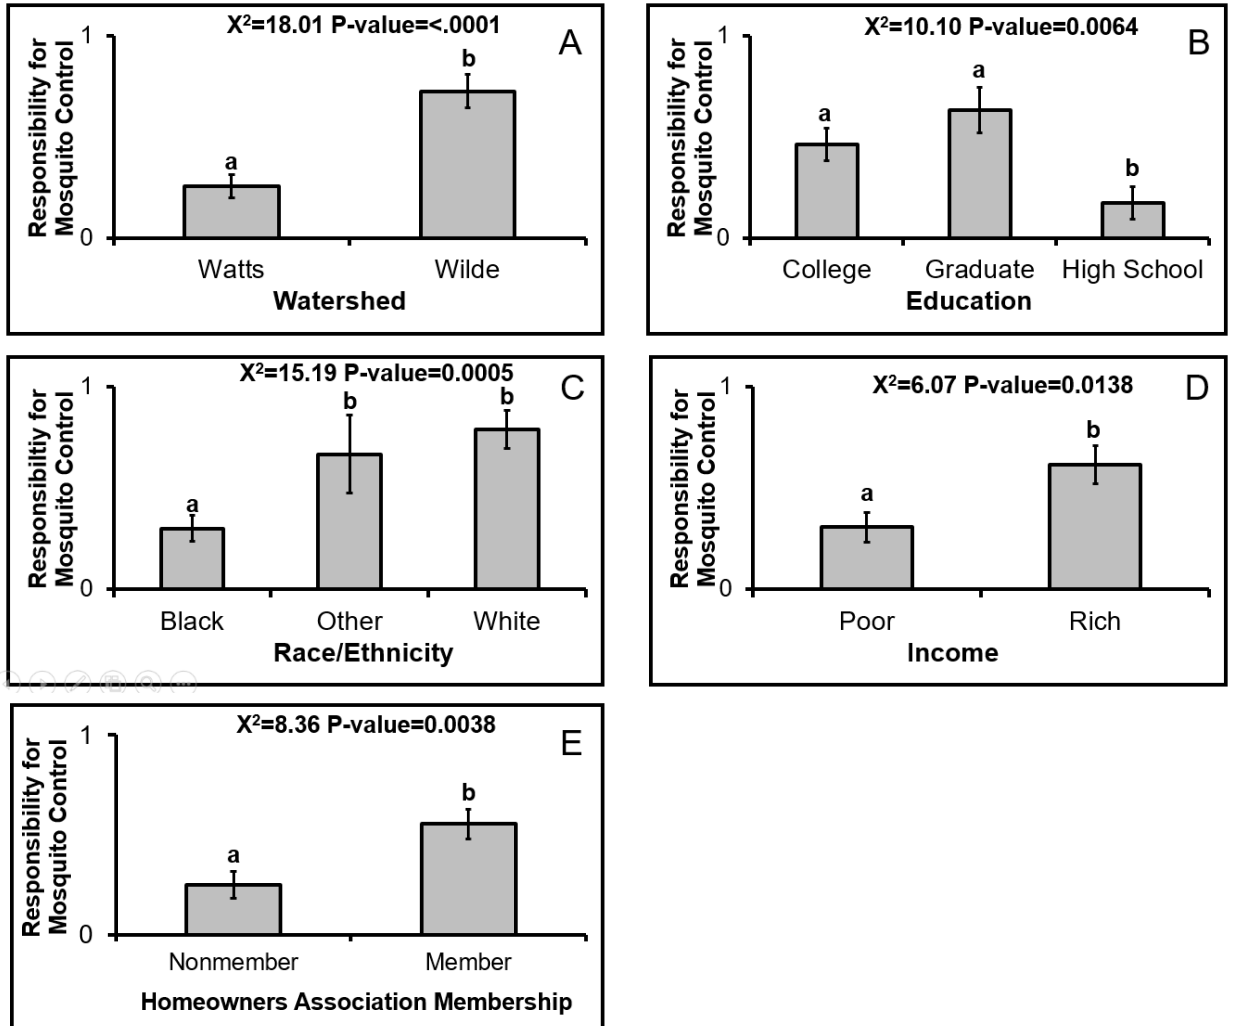 X²=18.01 P-value=<.0001
A
Responsibility for
Mosquito Control
1
0
a
b
Watts
Wilde
Watershed
X²=10.10 P-value=0.0064
B
Responsibility for
Mosquito Control
1
0
a
a
b
College
Graduate
High School
Education
X²=15.19 P-value=0.0005
C
Responsibiltiy for
Mosquito Control
1
0
a
b
b
Black
Other
White
Race/Ethnicity
X²=6.07 P-value=0.0138
D
Responsibility for
Mosquito Control
1
0
a
b
Poor
Rich
Income
X²=8.36 P-value=0.0038
E
Responsibility for
Mosquito Control
1
0
a
b
Nonmember
Member
Homeowners Association Membership